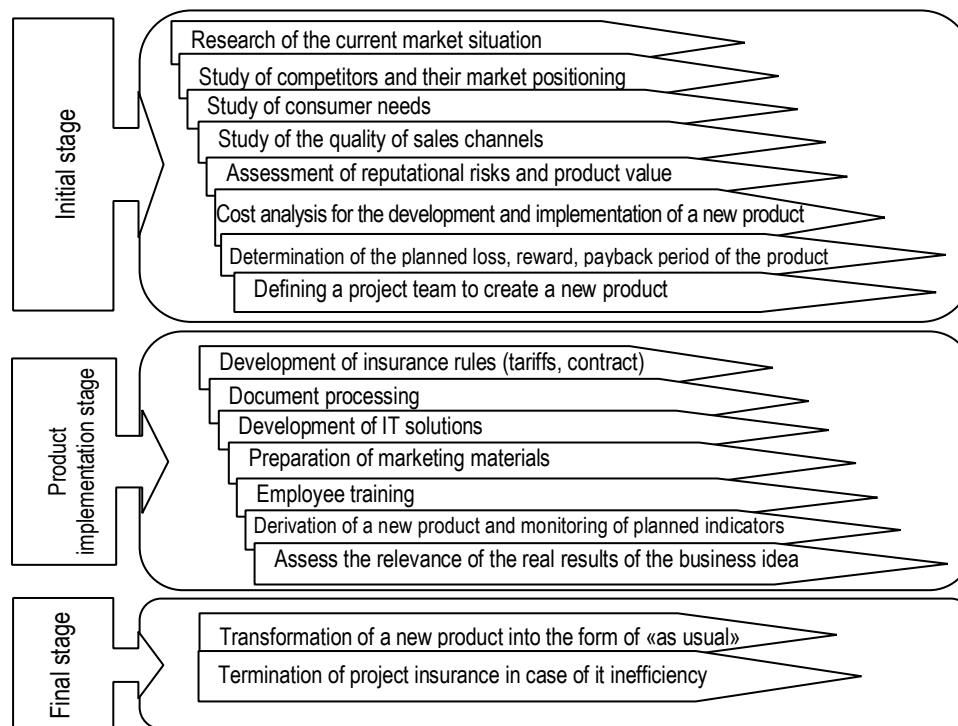 Initial stage
Research of the current market situation
Study of competitors and their market positioning
Study of consumer needs
Study of the quality of sales channels
Assessment of reputational risks and product value
Cost analysis for the development and implementation of a new product
Determination of the planned loss, reward, payback period of the product
Defining a project team to create a new product
Product
implementation stage
Development of insurance rules (tariffs, contract)
Document processing
Development of IT solutions
Preparation of marketing materials
Employee training
Derivation of a new product and monitoring of planned indicators
Assess the relevance of the real results of the business idea
Final stage
Transformation of a new product into the form of «as usual»
Termination of project insurance in case of it inefficiency